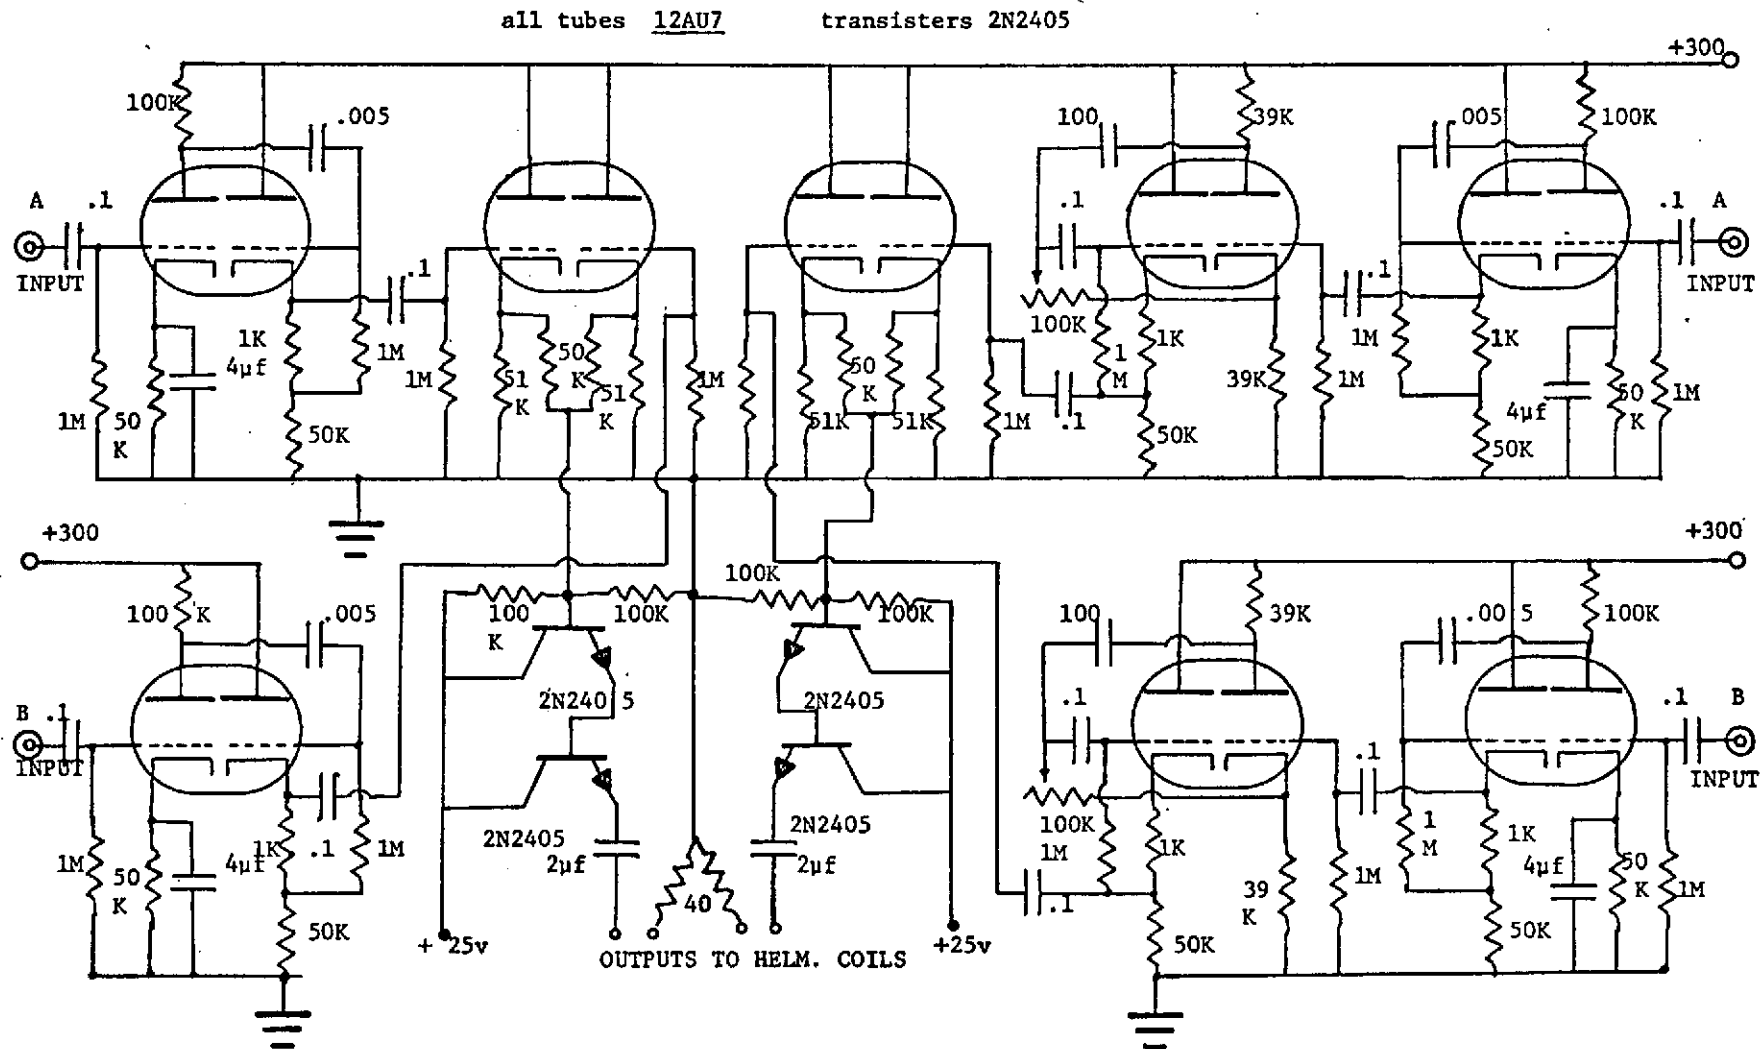 all tubes 12AU7 transisters 2N2405
+300
100K
.005
100
39K
.005
100K
A
.1
.1
.1
A
INPUT
.1
.1
INPUT
100K
1K
1M
4µf
1M
50
K
1M
50
K
1K
1
M
1M
1K
51
K
51
K
39K
1M
4µf
50
K
1M
1M
50
K
50K
51K
51K
1M
.1
50K
50K
+300
+300
100 K
.005
100
K
100K
100K
100K
100
39K
.005
100K
B
.1
INPUT
2N2405
2N2405
.1
.1
.1
B
INPUT
1M
50
K
4µf
1K
.1
1M
2N2405
2µf
2N2405
2µf
100K
1M
1K
1M
1
M
1K
4µf
50
K
1M
50K
40
.1
39
K
50K
50K
+ 25v
+25v
OUTPUTS TO HELM. COILS